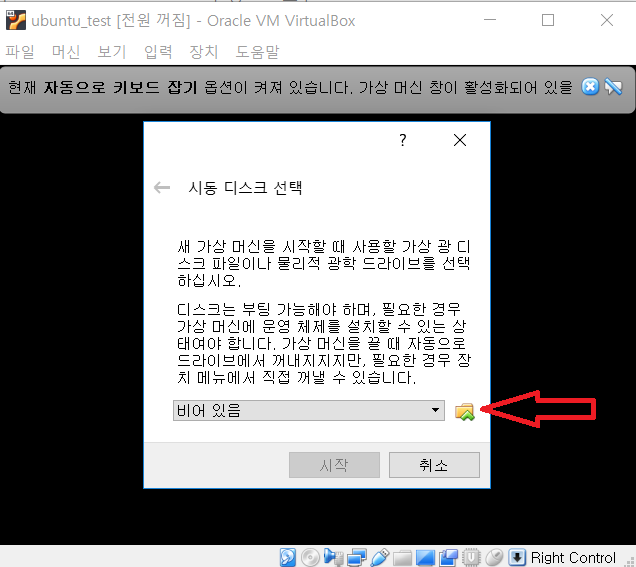 ubuntu_test [전원 꺼짐] - Oracle VM VirtualBox
파일 머신 보기 입력 장치 도움말
현재 자동으로 키보드 잡기 옵션이 켜져 있습니다. 가상 머신 창이 활성화되어 있을
?
시동 디스크 선택
새 가상 머신을 시작할 때 사용할 가상 광 디
스크 파일이나 물리적 광학 드라이브를 선택
하십시오.
디스크는 부팅 가능해야 하며, 필요한 경우
가상 머신에 운영 체제를 설치할 수 있는 상
태여야 합니다. 가상 머신을 끌 때 자동으로
드라이브에서 꺼내지지지만, 필요한 경우 장
치 메뉴에서 직접 꺼낼 수 있습니다.
비어 있음
시작 취소
Right Control